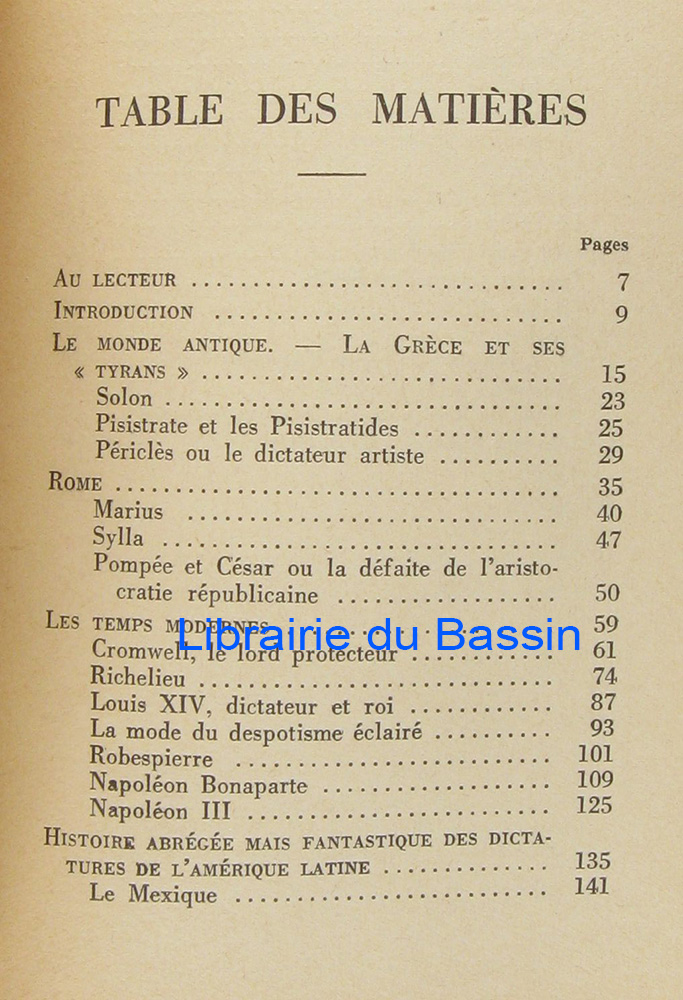 TABLE DES MATIÈRES
Pages
AU LECTEUR .............................. 7
INTRODUCTION ............................ 9
LE MONDE ANTIQUE. — LA GRÈCE ET SES
« TYRANS » .............................. 15
Solon ................................ 23
Pisistrate et les Pisistratides ............ 25
Périclès ou le dictateur artiste .......... 29
ROME .................................... 35
Marius .............................. 40
Sylla ................................ 47
Pompée et César ou la défaite de l'aristo-
cratie républicaine .................. 50
LES TEMPS MODERNES .................... 59
Librairie du Bassin
Cromwell, le lord protecteur ............ 61
Richelieu ............................ 74
Louis XIV, dictateur et roi ............ 87
La mode du despotisme éclairé .......... 93
Robespierre .......................... 101
Napoléon Bonaparte .................. 109
Napoléon III .......................... 125
HISTOIRE ABRÉGÉE MAIS FANTASTIQUE DES DICTA-
TURES DE L'AMÉRIQUE LATINE .............. 135
Le Mexique .......................... 141